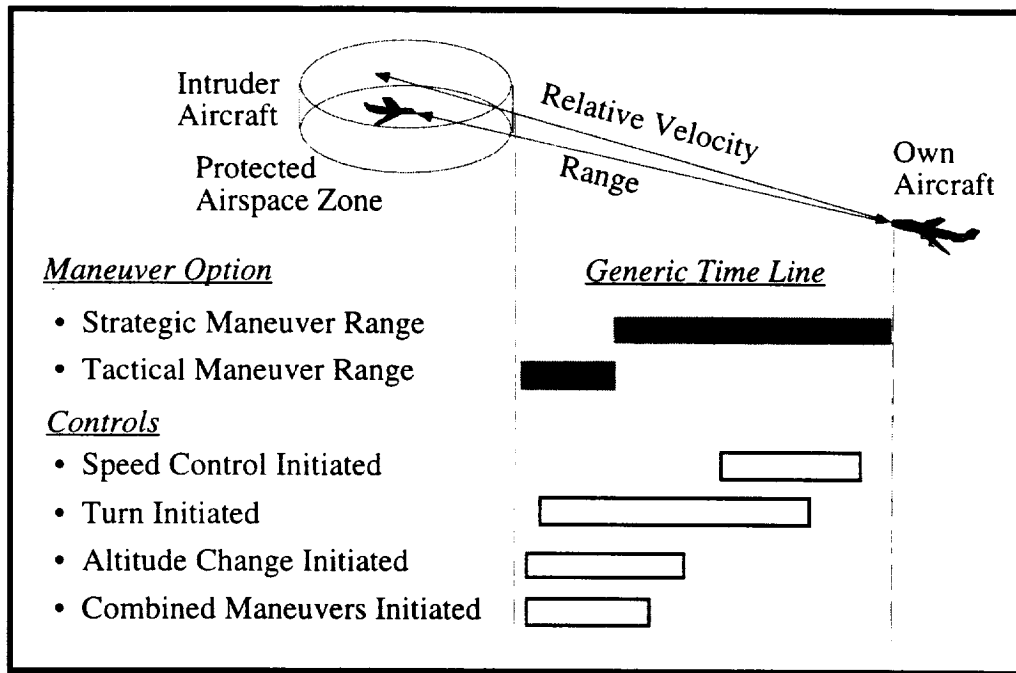 Intruder
Aircraft
Relative Velocity
Range
Own
Aircraft
Protected
Airspace Zone
Maneuver Option
Generic Time Line
• Strategic Maneuver Range
• Tactical Maneuver Range
Controls
• Speed Control Initiated
• Turn Initiated
• Altitude Change Initiated
• Combined Maneuvers Initiated